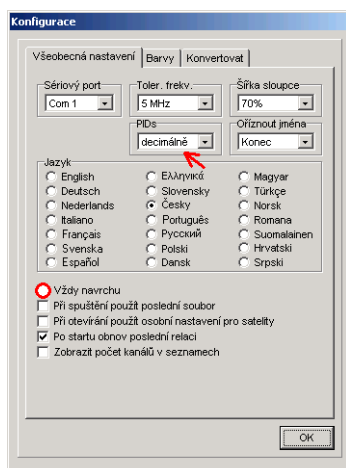 Konfigurace
Všeobecná nastavení Barvy Konvertovat
Sériový port Toler. frekv. Šířka sloupce
Com 1 5 MHz 70%
PIDs Oříznout jména
decimálně Konec
Jazyk
English Ελληνικά Magyar
Deutsch Slovensky Türkçe
Nederlands Česky Norsk
Italiano Português Romana
Français Русский Suomalainen
Svenska Polski Hrvatski
Español Dansk Srpski
Vždy navrchu
Při spuštění použít poslední soubor
Při otevírání použít osobní nastavení pro satelity
Po startu obnov poslední relaci
Zobrazit počet kanálů v seznamech
OK